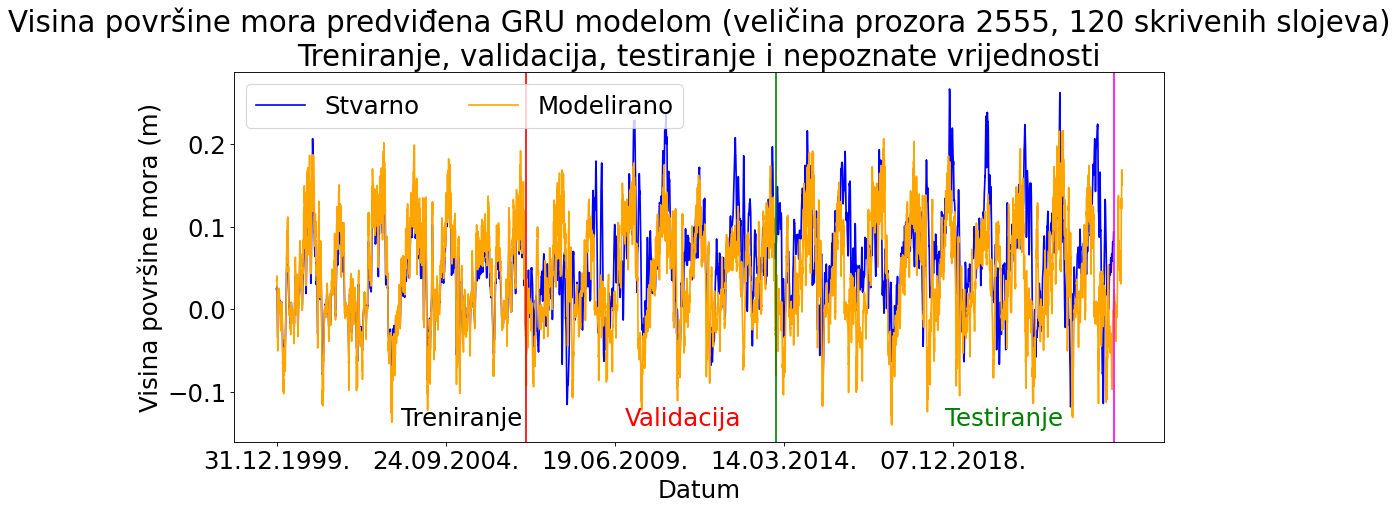 Visina površine mora predviđena GRU modelom (veličina prozora 2555, 120 skrivenih slojeva)
Treniranje, validacija, testiranje i nepoznate vrijednosti
Stvarno
Modelirano
Visina površine mora (m)
0.2
0.1
0.0
−0.1
Treniranje
Validacija
Testiranje
31.12.1999.
24.09.2004.
19.06.2009.
14.03.2014.
07.12.2018.
Datum